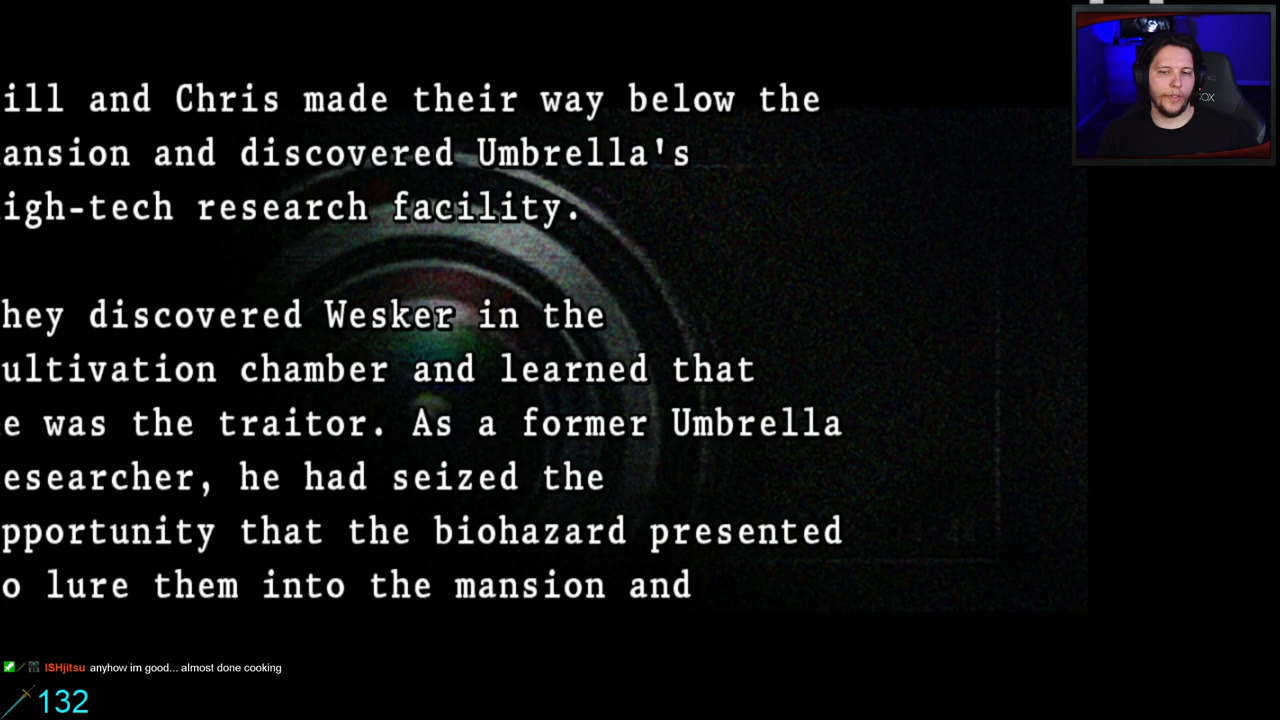 ill and Chris made their way below the
ansion and discovered Umbrella's
igh-tech research facility.
hey discovered Wesker in the
ultivation chamber and learned that
e was the traitor. As a former Umbrella
esearcher, he had seized the
pportunity that the biohazard presented
o lure them into the mansion and
ISHjitsu anyhow im good... almost done cooking
132